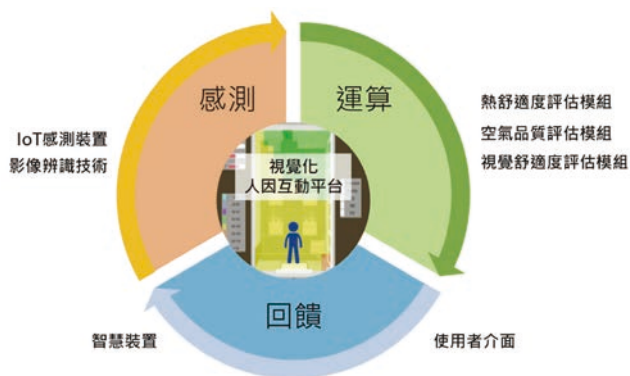 感測
運算
IoT感測裝置
影像辨識技術
熱舒適度評估模組
空氣品質評估模組
視覺舒適度評估模組
視覺化
人因互動平台
回饋
智慧裝置
使用者介面